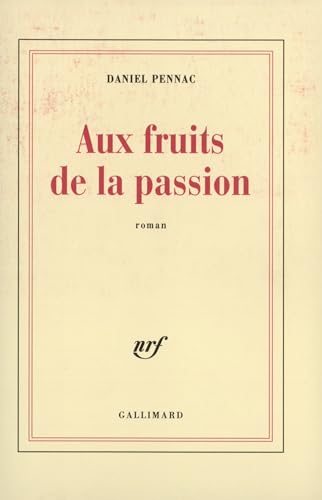 DANIEL PENNAC
Aux fruits
de la passion
roman
nrf
GALLIMARD